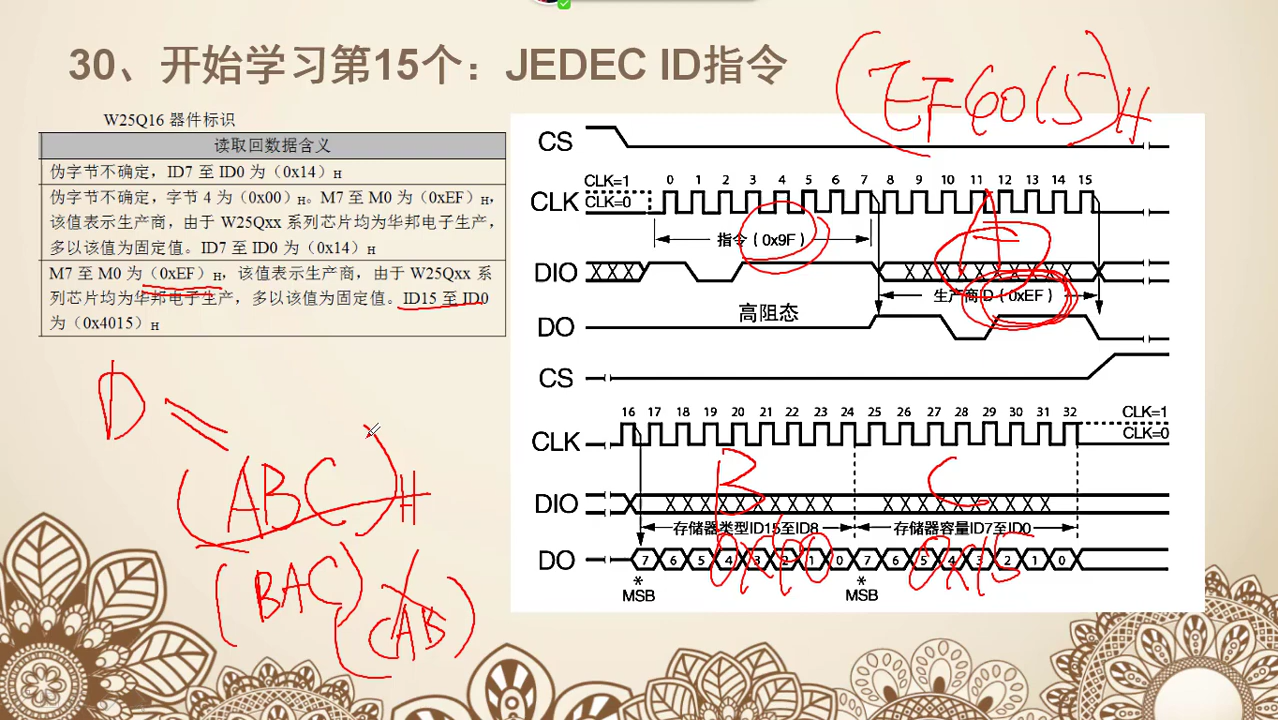 30、开始学习第15个：JEDEC ID指令
(EF6015)H
W25Q16 器件标识
读取回数据含义
伪字节不确定，ID7 至 ID0 为（0x14）H
伪字节不确定，字节 4 为（0x00）H。M7 至 M0 为（0xEF）H，
该值表示生产商，由于 W25Qxx 系列芯片均为华邦电子生产，
多以该值为固定值。ID7 至 ID0 为（0x14）H
M7 至 M0 为（0xEF）H，该值表示生产商，由于 W25Qxx 系
列芯片均为华邦电子生产，多以该值为固定值。ID15 至 ID0
为（0x4015）H
CS
CLK=1
CLK=0
CLK
0 1 2 3 4 5 6 7 8 9 10 11 12 13 14 15
指令（0x9F）
A
DIO
生产商ID（0xEF）
高阻态
DO
CS
16 17 18 19 20 21 22 23 24 25 26 27 28 29 30 31 32
CLK=1
CLK=0
CLK
B C
DIO
存储器类型ID15至ID8 存储器容量ID7至ID0
DO
7 6 5 4 3 2 1 0 7 6 5 4 3 2 1 0
0x40 0x15
* *
MSB MSB
D=
(ABC)H
(BAC)
(CAB)